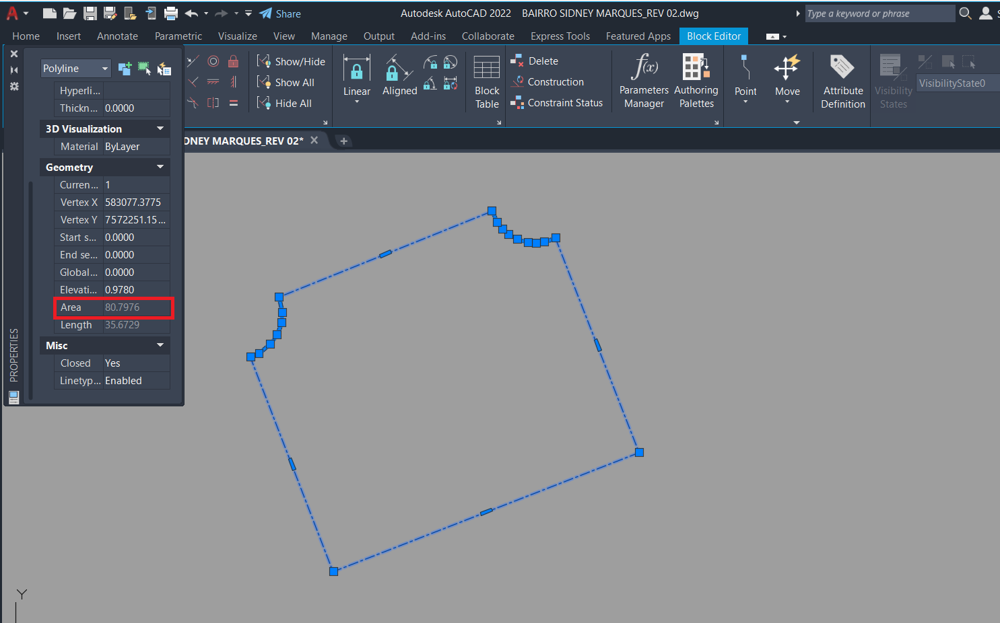 Share
Autodesk AutoCAD 2022 BAIRRO SIDNEY MARQUES_REV 02.dwg
Type a keyword or phrase
Home Insert Annotate Parametric Visualize View Manage Output Add-ins Collaborate Express Tools Featured Apps Block Editor
Polyline
Hyperli...
Thickn... 0.0000
3D Visualization
Material ByLayer
Geometry
Curren... 1
Vertex X 583077.3775
Vertex Y 7572251.15...
Start s... 0.0000
End se... 0.0000
Global... 0.0000
Elevati... 0.9780
Area 80.7976
Length 35.6729
Misc
Closed Yes
Linetyp... Enabled
PROPERTIES
Show/Hide
Show All
Hide All
Linear
Aligned
Block
Table
Delete
Construction
Constraint Status
f(x)
Parameters
Manager
Authoring
Palettes
Point
Move
Attribute
Definition
Visibility
States
VisibilityState0
DNEY MARQUES_REV 02*
Y